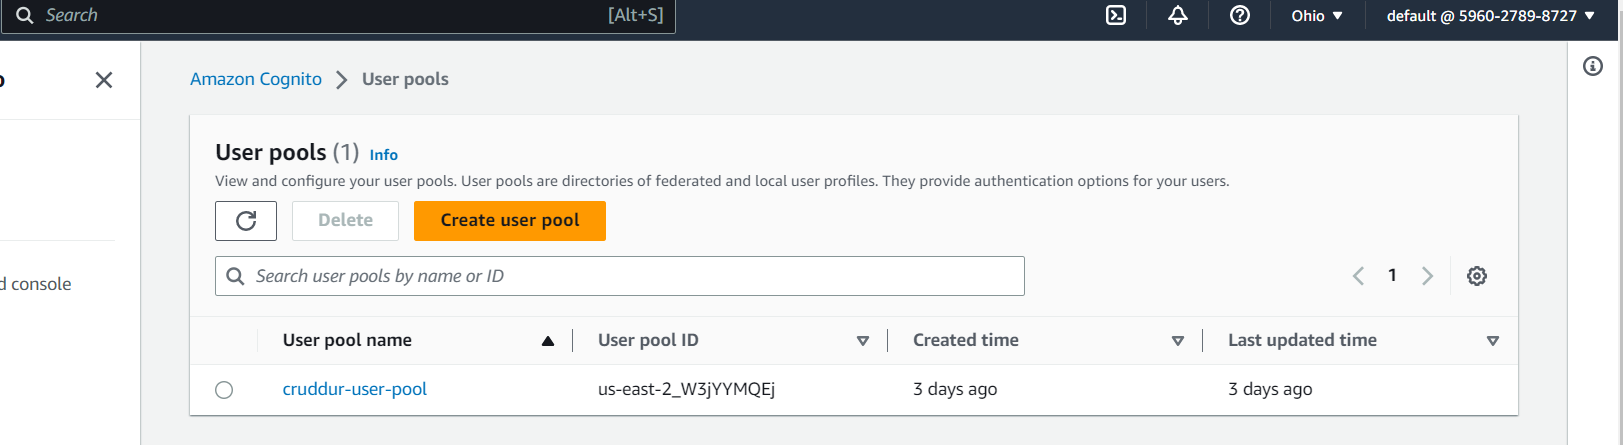 Search [Alt+S] Ohio ▼ default @ 5960-2789-8727 ▼
Amazon Cognito > User pools
User pools (1) Info
View and configure your user pools. User pools are directories of federated and local user profiles. They provide authentication options for your users.
Delete Create user pool
Search user pools by name or ID 1
d console
User pool name User pool ID Created time Last updated time
cruddur-user-pool us-east-2_W3jYYMQEj 3 days ago 3 days ago